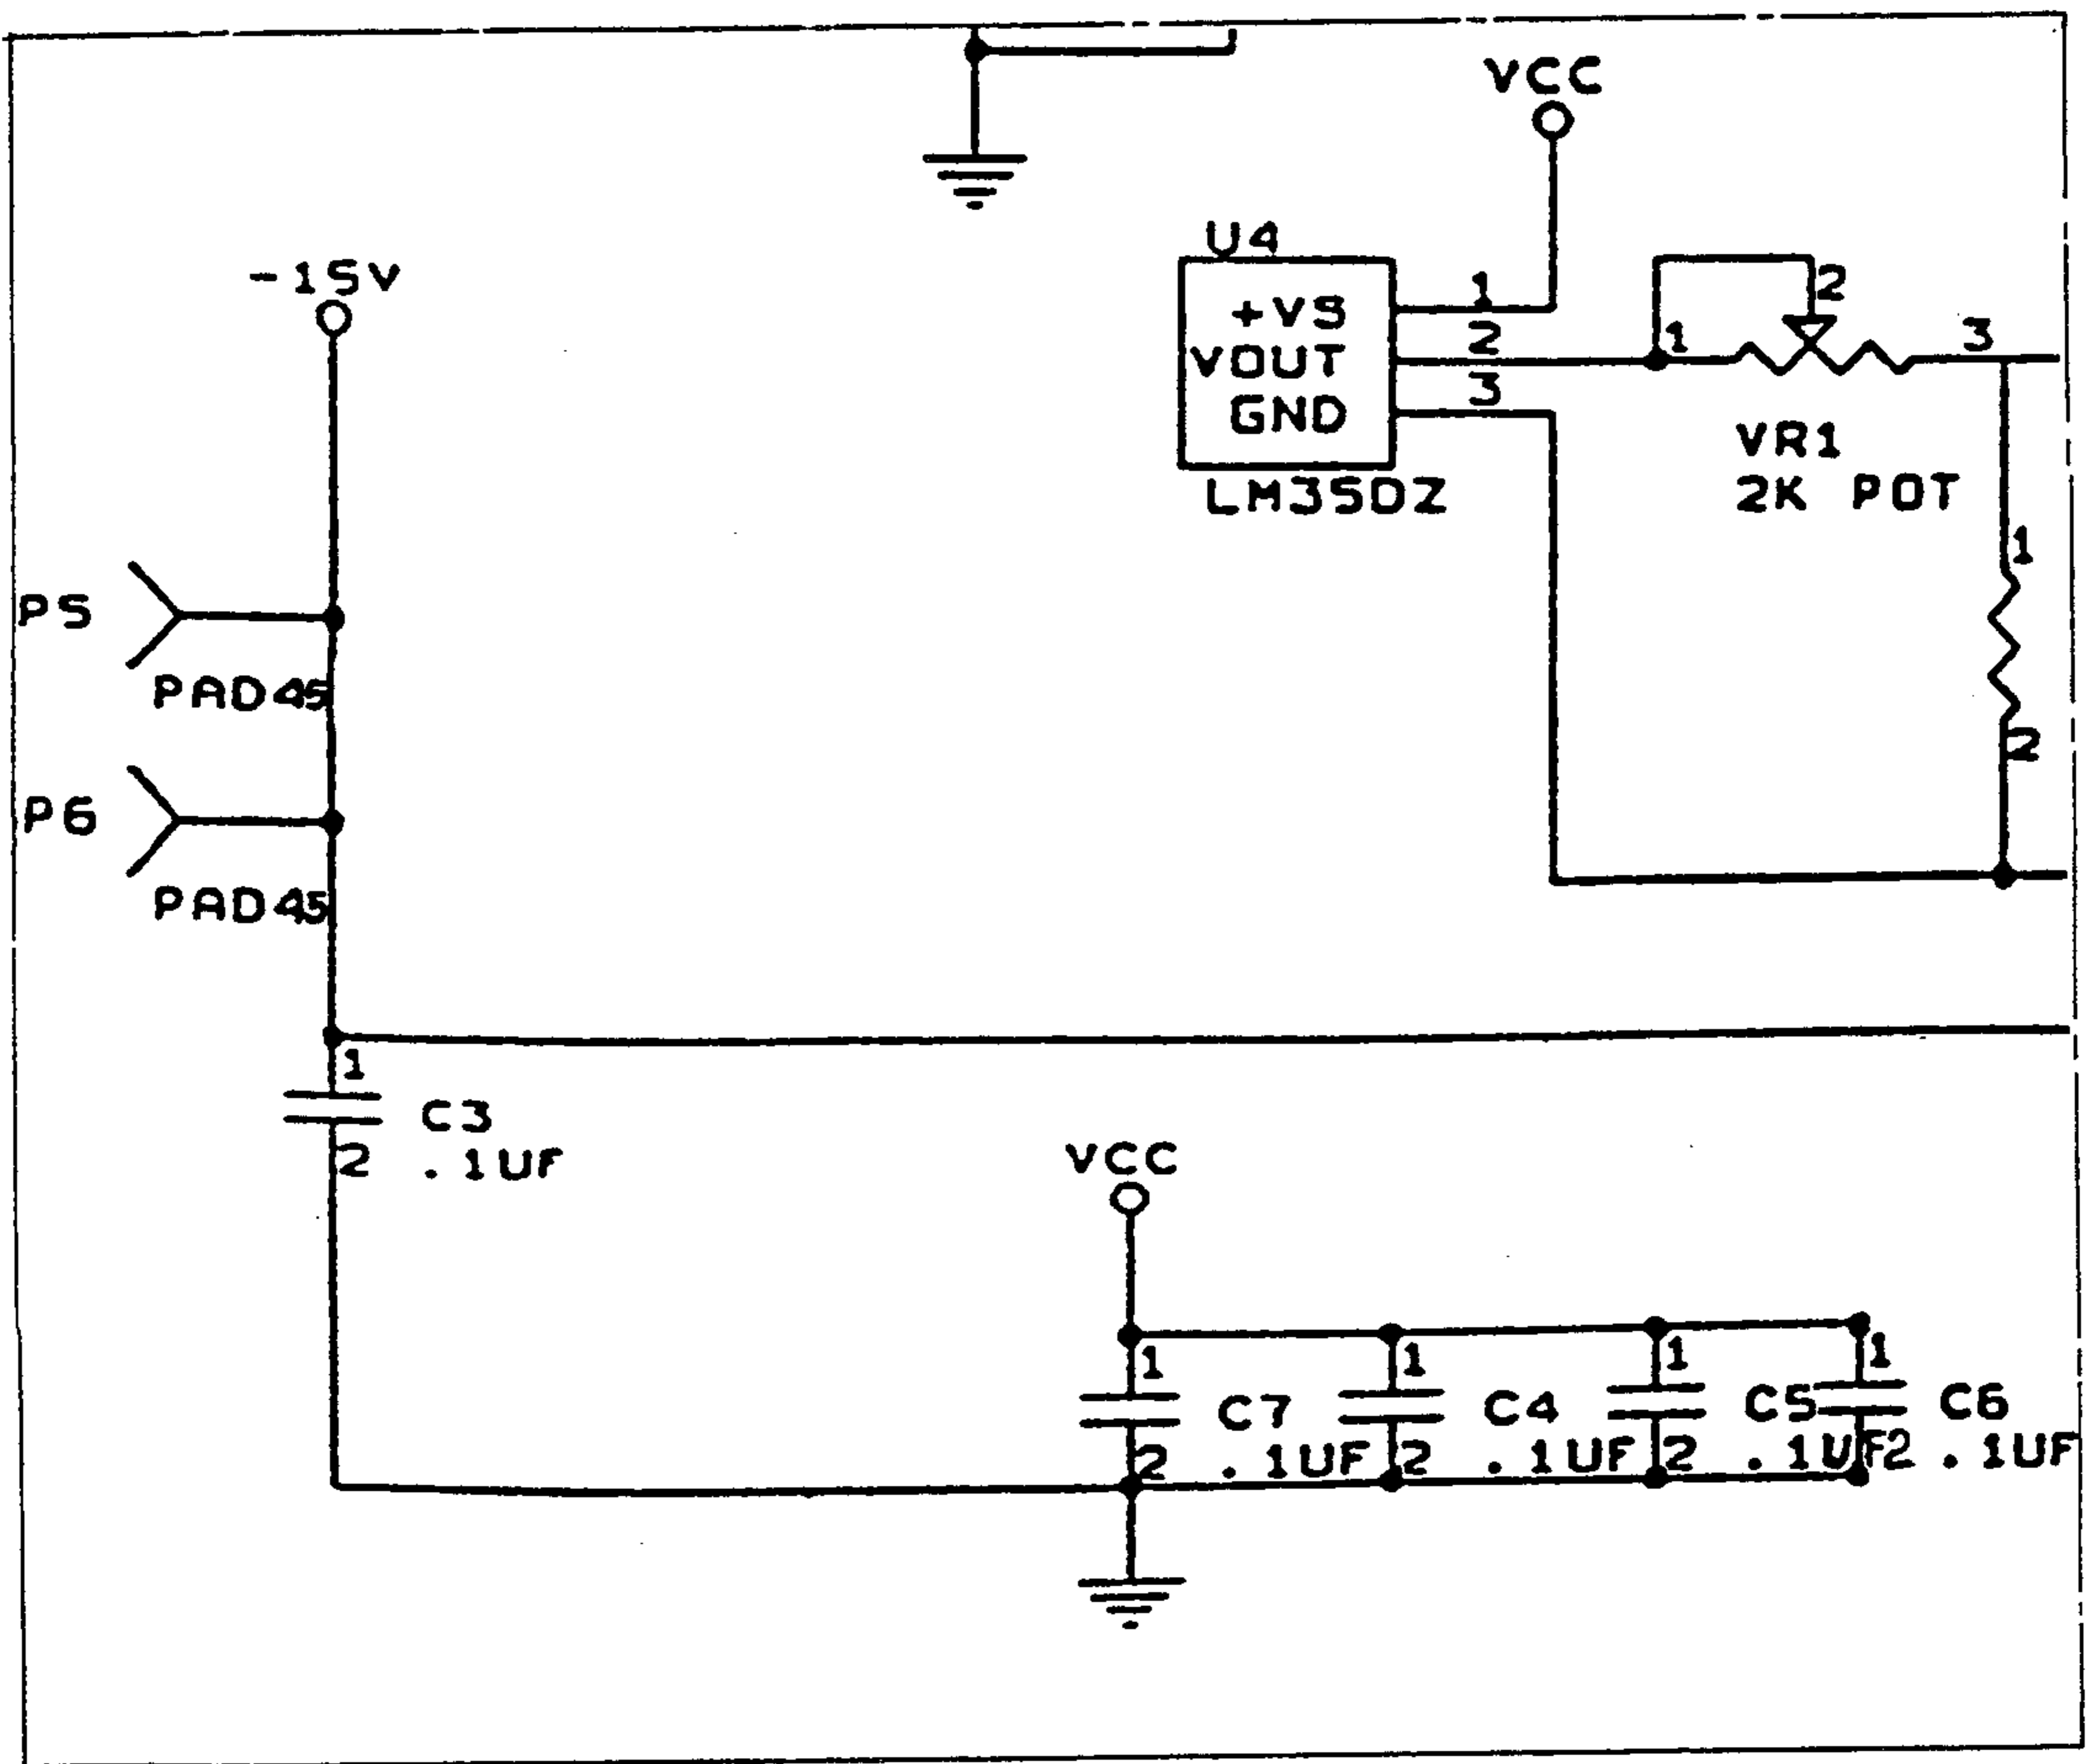 VCC
U4
-15V
+VS
1
2
VOUT
2
1
3
GND
3
LM35DZ
VR1
2K POT
1
P5
PAD45
2
P6
PAD45
1
C3
2
.1UF
VCC
1
1
1
1
C7
C4
C5
C6
2
.1UF
2
.1UF
2
.1UF
2
.1UF